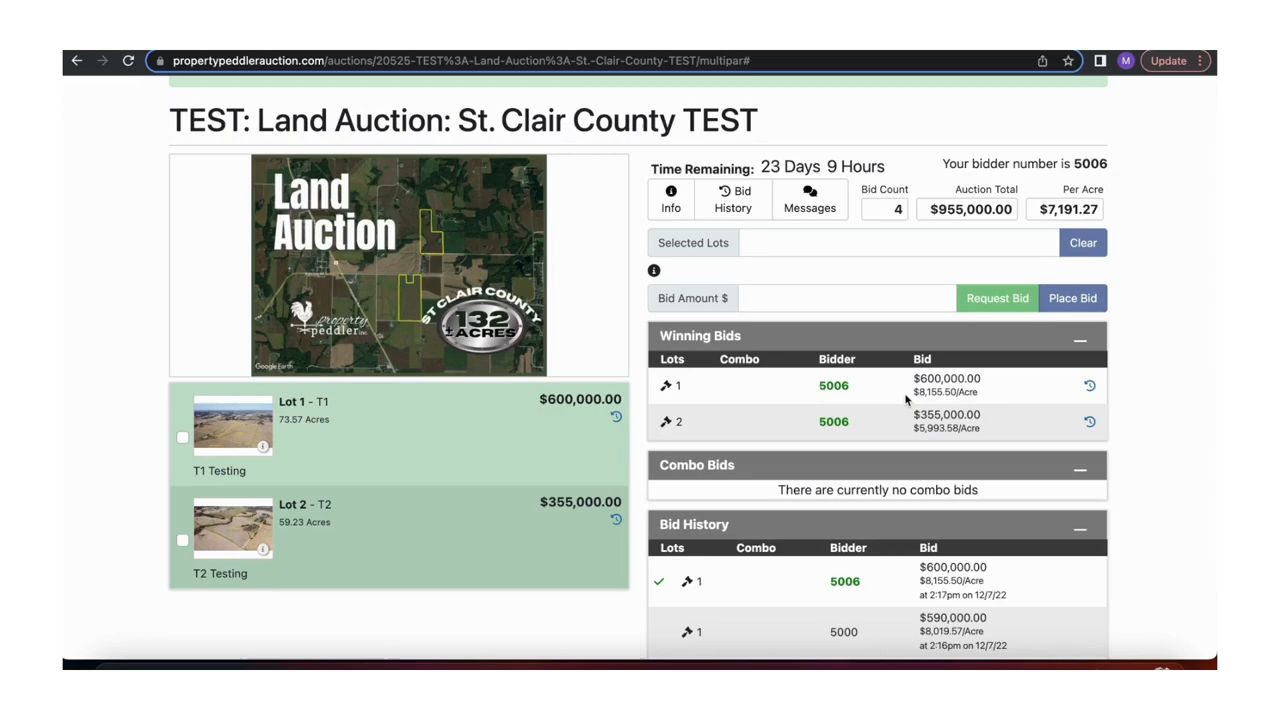 propertypeddlerauction.com/auctions/20525-TEST%3A-Land-Auction%3A-St.-Clair-County-TEST/multipar#
M
Update
TEST: Land Auction: St. Clair County TEST
Land
Auction
property
peddler INC.
ST CLAIR COUNTY
132
± ACRES
Google Earth
Time Remaining: 23 Days 9 Hours
Your bidder number is 5006
Info
Bid History
Messages
Bid Count
4
Auction Total
$955,000.00
Per Acre
$7,191.27
Selected Lots
Clear
Bid Amount $
Request Bid
Place Bid
Lot 1 - T1
73.57 Acres
$600,000.00
T1 Testing
Lot 2 - T2
59.23 Acres
$355,000.00
T2 Testing
Winning Bids
Lots Combo Bidder Bid
1 5006 $600,000.00
$8,155.50/Acre
2 5006 $355,000.00
$5,993.58/Acre
Combo Bids
There are currently no combo bids
Bid History
Lots Combo Bidder Bid
1 5006 $600,000.00
$8,155.50/Acre
at 2:17pm on 12/7/22
1 5000 $590,000.00
$8,019.57/Acre
at 2:16pm on 12/7/22